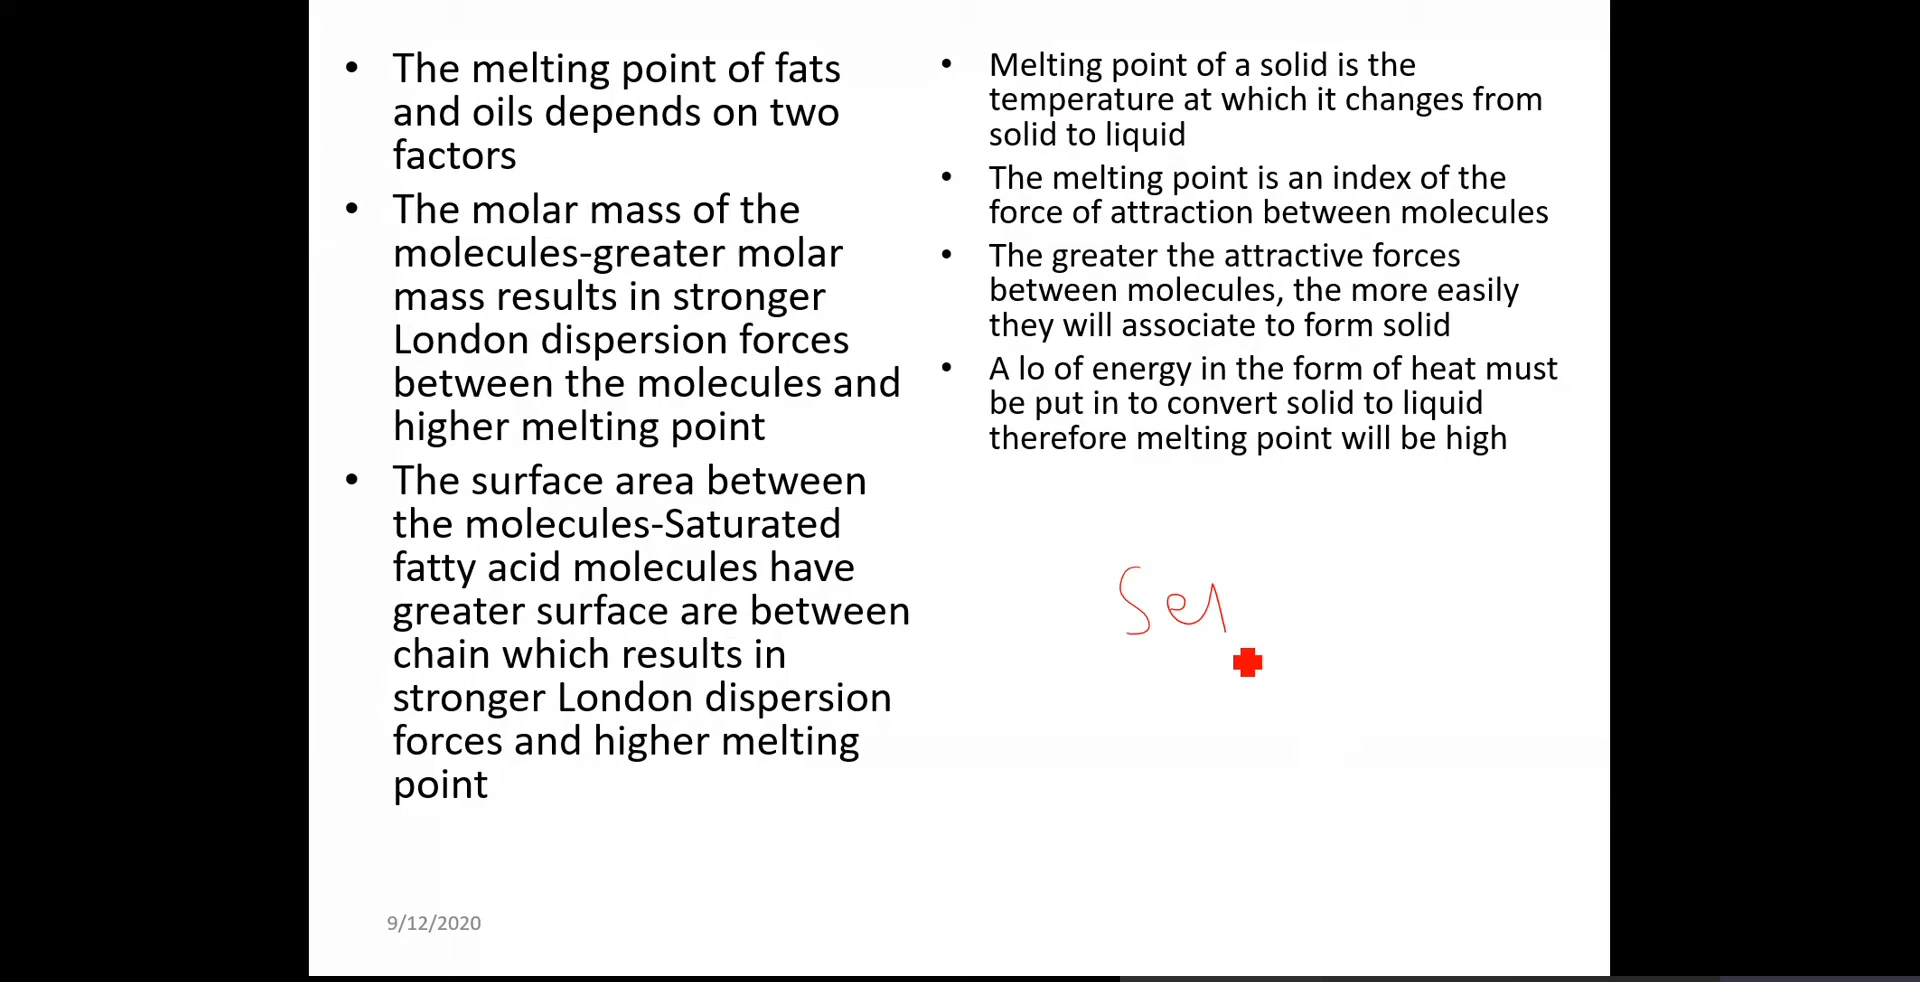 • The melting point of fats
and oils depends on two
factors
• The molar mass of the
molecules-greater molar
mass results in stronger
London dispersion forces
between the molecules and
higher melting point
• The surface area between
the molecules-Saturated
fatty acid molecules have
greater surface are between
chain which results in
stronger London dispersion
forces and higher melting
point
• Melting point of a solid is the
temperature at which it changes from
solid to liquid
• The melting point is an index of the
force of attraction between molecules
• The greater the attractive forces
between molecules, the more easily
they will associate to form solid
• A lo of energy in the form of heat must
be put in to convert solid to liquid
therefore melting point will be high
9/12/2020